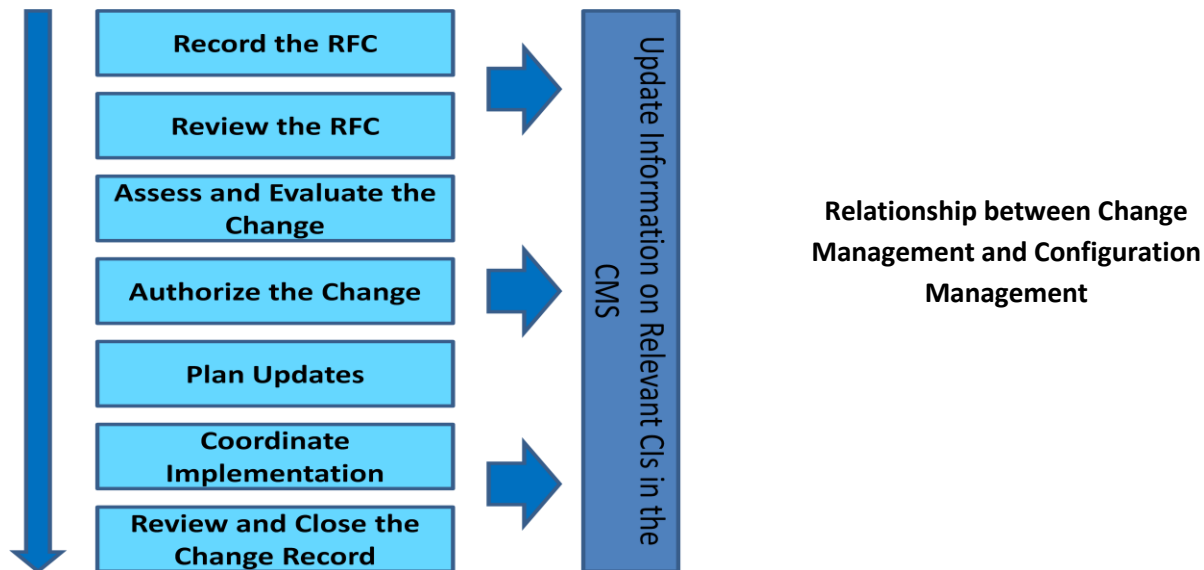 Record the RFC
Review the RFC
Assess and Evaluate the
Change
Authorize the Change
Plan Updates
Coordinate
Implementation
Review and Close the
Change Record
Update Information on Relevant CIs in the
CMS
Relationship between Change
Management and Configuration
Management